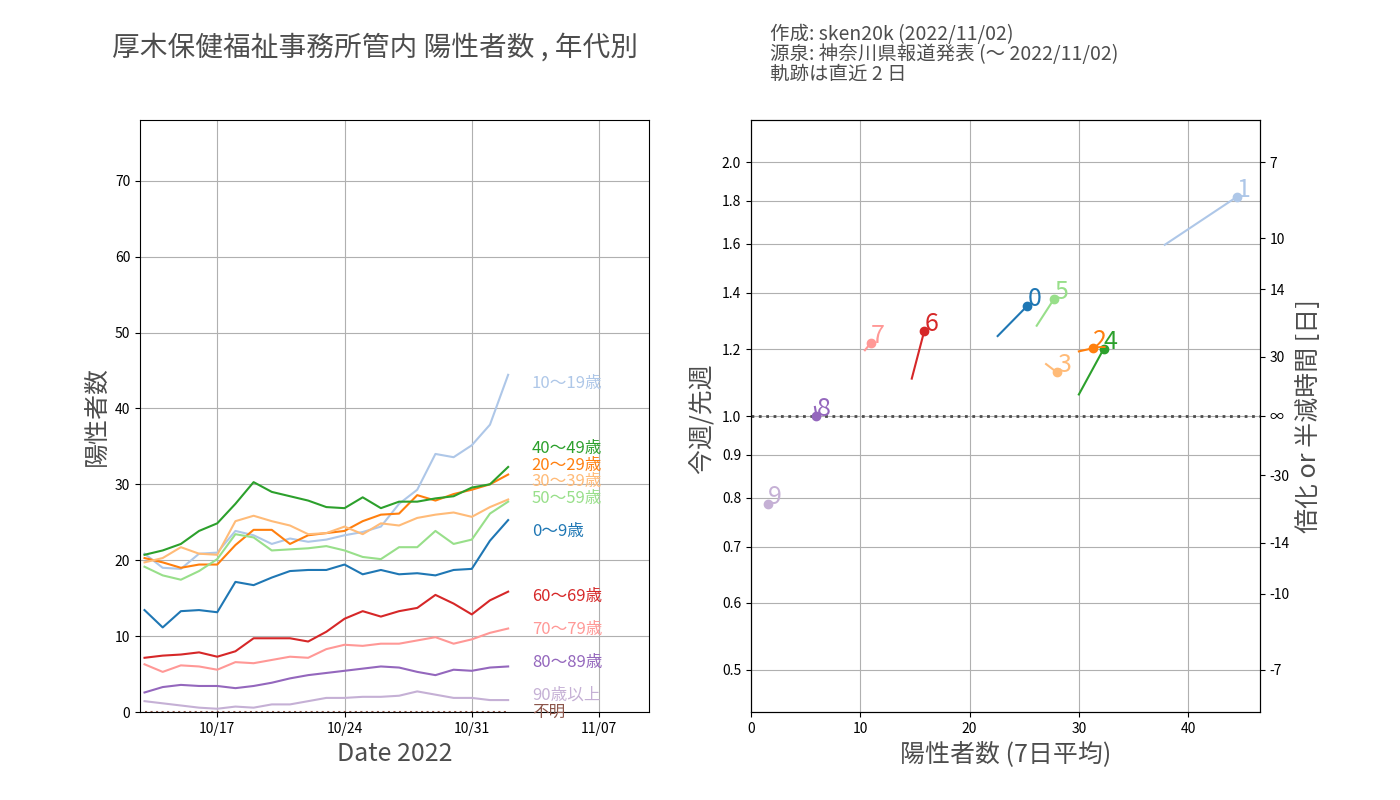 厚木保健福祉事務所管内 陽性者数 , 年代別
作成: sken20k (2022/11/02)
源泉: 神奈川県報道発表 (〜 2022/11/02)
軌跡は直近 2 日
陽性者数
70
60
50
40
30
20
10
0
10〜19歳
40〜49歳
20〜29歳
30〜39歳
50〜59歳
0〜9歳
60〜69歳
70〜79歳
80〜89歳
90歳以上
不明
10/17
10/24
10/31
11/07
Date 2022
今週/先週
2.0
1.8
1.6
1.4
1.2
1.0
0.9
0.8
0.7
0.6
0.5
1
0
5
6
7
2
4
3
8
9
7
10
14
30
∞
-30
-14
-10
-7
倍化 or 半減時間 [日]
0
10
20
30
40
陽性者数 (7日平均)